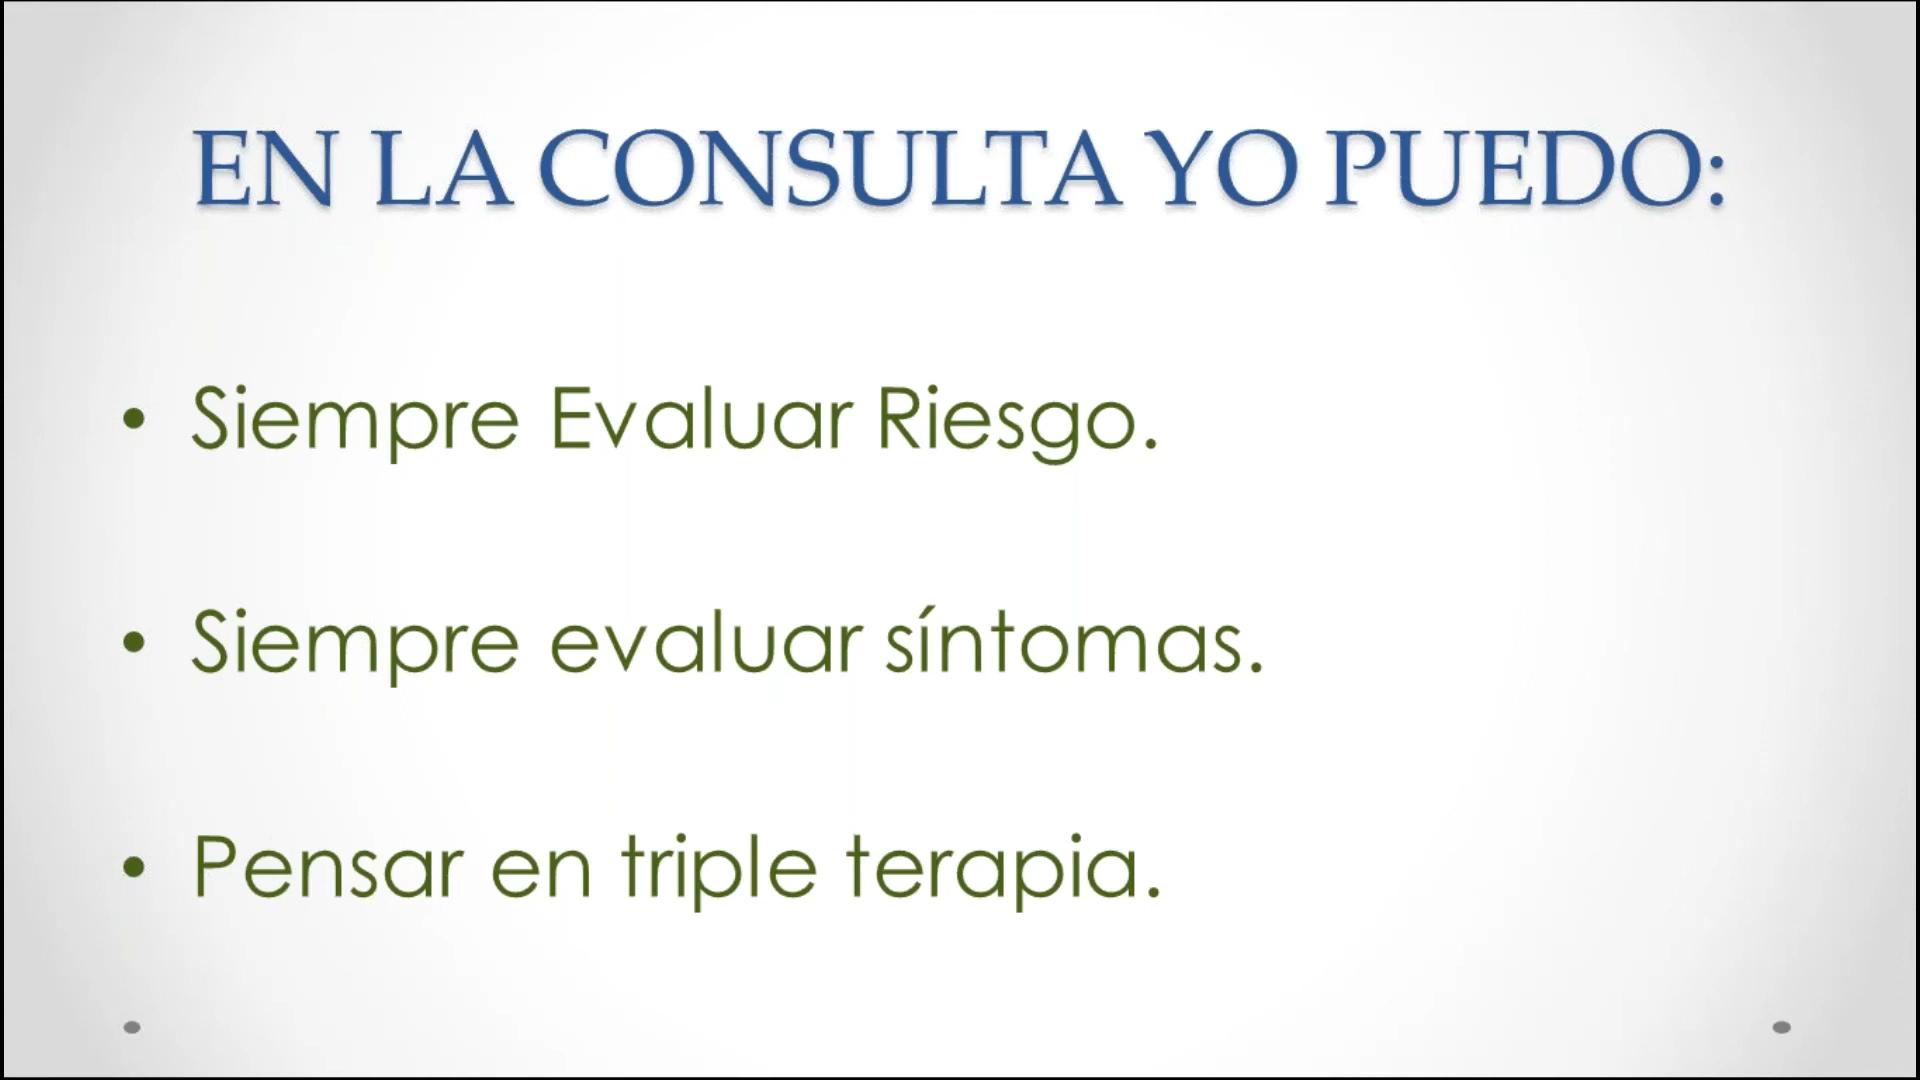 EN LA CONSULTA YO PUEDO:
• Siempre Evaluar Riesgo.
• Siempre evaluar síntomas.
• Pensar en triple terapia.